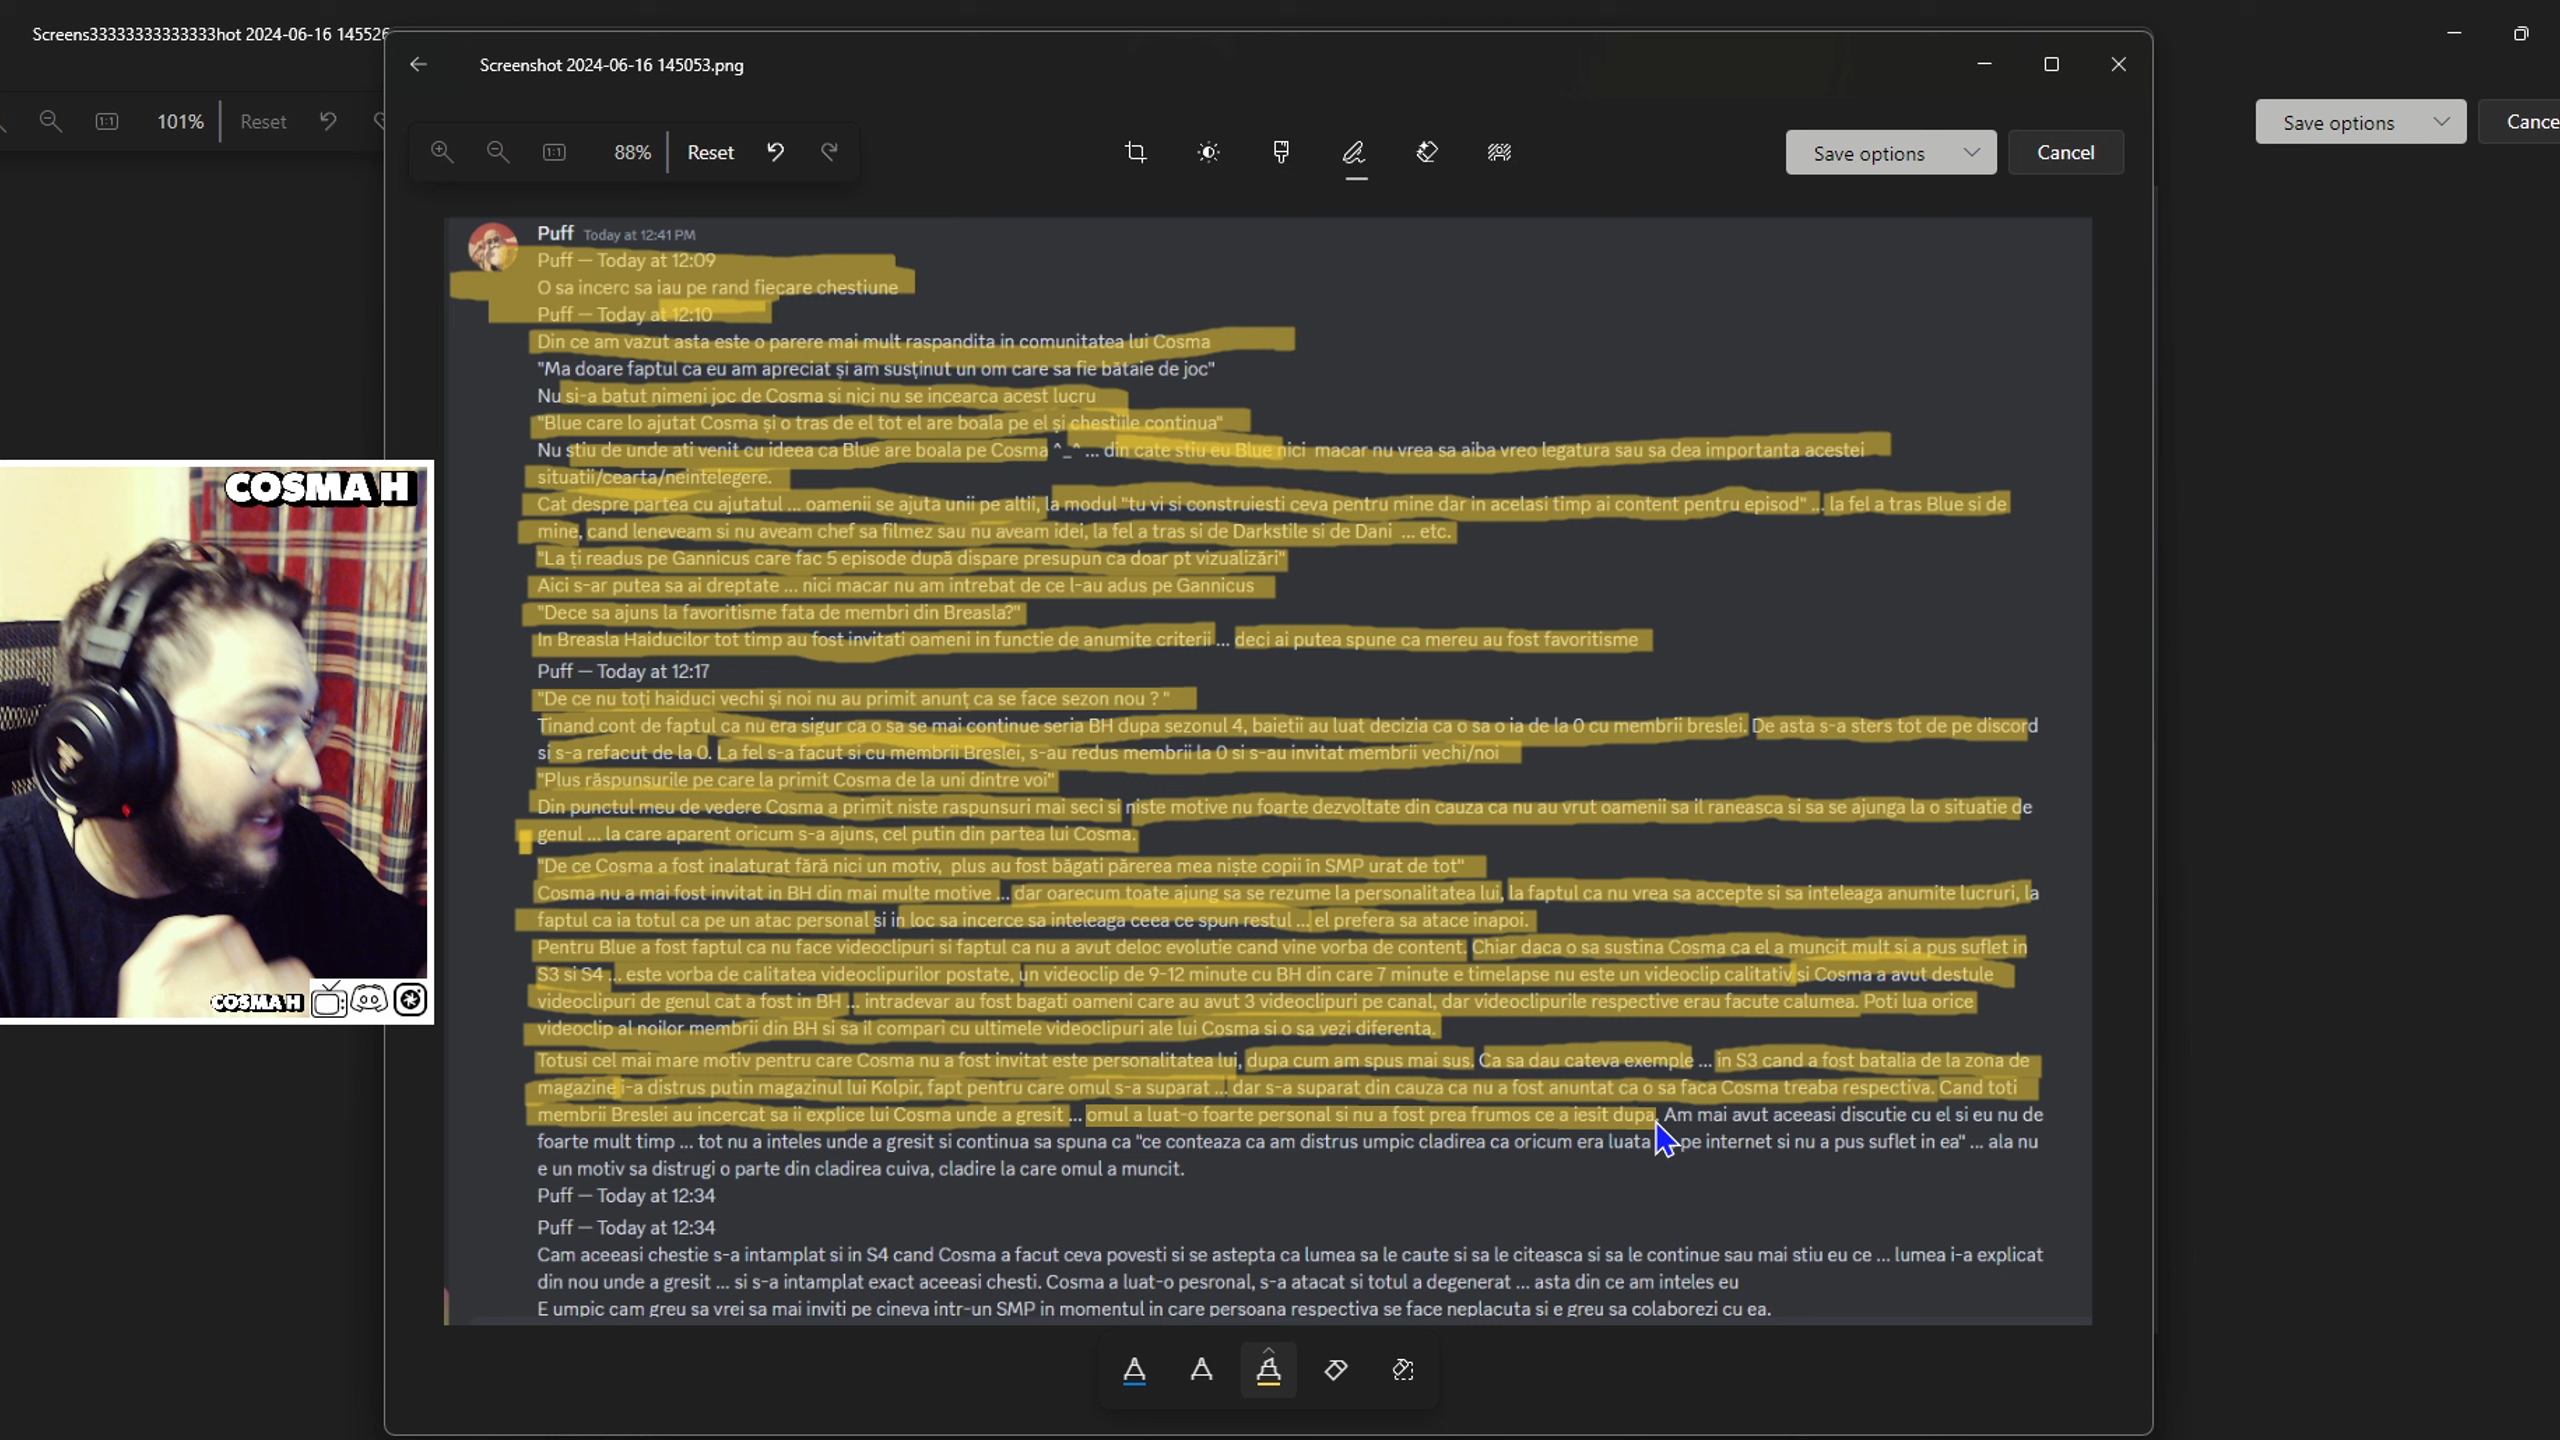 Screens33333333333333hot 2024-06-16 145526
Screenshot 2024-06-16 145053.png
101%
Reset
88%
Reset
Save options
Cancel
Save options
Puff Today at 12:41 PM
Puff — Today at 12:09
O sa incerc sa iau pe rand fiecare chestiune
Puff — Today at 12:10
Din ce am vazut asta este o parere mai mult raspandita in comunitatea lui Cosma
"Ma doare faptul ca eu am apreciat și am susținut un om care sa fie bătaie de joc"
Nu si-a batut nimeni joc de Cosma si nici nu se incearca acest lucru
"Blue care lo ajutat Cosma și o tras de el tot el are boala pe el și chestiile continua"
Nu stiu de unde ati venit cu ideea ca Blue are boala pe Cosma ^_^ ... din cate stiu eu Blue nici macar nu vrea sa aiba vreo legatura sau sa dea importanta acestei
situatii/cearta/neintelegere.
Cat despre partea cu ajutatul ... oamenii se ajuta unii pe altii, la modul "tu vi si construiesti ceva pentru mine dar in acelasi timp ai content pentru episod" ... la fel a tras Blue si de
mine, cand leneveam si nu aveam chef sa filmez sau nu aveam idei, la fel a tras si de Darkstile si de Dani ... etc.
"La ți readus pe Gannicus care fac 5 episode după dispare presupun ca doar pt vizualizări"
Aici s-ar putea sa ai dreptate ... nici macar nu am intrebat de ce l-au adus pe Gannicus
"Dece sa ajuns la favoritisme fata de membri din Breasla?"
In Breasla Haiducilor tot timp au fost invitati oameni in functie de anumite criterii ... deci ai putea spune ca mereu au fost favoritisme
Puff — Today at 12:17
"De ce nu toți haiduci vechi și noi nu au primit anunț ca se face sezon nou ? "
Tinand cont de faptul ca nu era sigur ca o sa se mai continue seria BH dupa sezonul 4, baietii au luat decizia ca o sa o ia de la 0 cu membrii breslei. De asta s-a sters tot de pe discord
si s-a refacut de la 0. La fel s-a facut si cu membrii Breslei, s-au redus membrii la 0 si s-au invitat membrii vechi/noi
"Plus răspunsurile pe care la primit Cosma de la uni dintre voi"
Din punctul meu de vedere Cosma a primit niste raspunsuri mai seci si niste motive nu foarte dezvoltate din cauza ca nu au vrut oamenii sa il raneasca si sa se ajunga la o situatie de
genul ... la care aparent oricum s-a ajuns, cel putin din partea lui Cosma.
"De ce Cosma a fost inalaturat fără nici un motiv, plus au fost băgati părerea mea niște copii în SMP urat de tot"
Cosma nu a mai fost invitat in BH din mai multe motive ... dar oarecum toate ajung sa se rezume la personalitatea lui, la faptul ca nu vrea sa accepte si sa inteleaga anumite lucruri, la
faptul ca ia totul ca pe un atac personal si in loc sa incerce sa inteleaga ceea ce spun restul ... el prefera sa atace inapoi.
Pentru Blue a fost faptul ca nu face videoclipuri si faptul ca nu a avut deloc evolutie cand vine vorba de content. Chiar daca o sa sustina Cosma ca el a muncit mult si a pus suflet in
S3 si S4 ... este vorba de calitatea videoclipurilor postate, un videoclip de 9-12 minute cu BH din care 7 minute e timelapse nu este un videoclip calitativ si Cosma a avut destule
videoclipuri de genul cat a fost in BH ... intradevar au fost bagati oameni care au avut 3 videoclipuri pe canal, dar videoclipurile respective erau facute calumea. Poti lua orice
videoclip al noilor membrii din BH si sa il compari cu ultimele videoclipuri ale lui Cosma si o sa vezi diferenta.
Totusi cel mai mare motiv pentru care Cosma nu a fost invitat este personalitatea lui, dupa cum am spus mai sus. Ca sa dau cateva exemple ... in S3 cand a fost batalia de la zona de
magazine i-a distrus putin magazinul lui Kolpir, fapt pentru care omul s-a suparat ... dar s-a suparat din cauza ca nu a fost anuntat ca o sa faca Cosma treaba respectiva. Cand toti
membrii Breslei au incercat sa ii explice lui Cosma unde a gresit ... omul a luat-o foarte personal si nu a fost prea frumos ce a iesit dupa. Am mai avut aceeasi discutie cu el si eu nu de
foarte mult timp ... tot nu a inteles unde a gresit si continua sa spuna ca "ce conteaza ca am distrus umpic cladirea ca oricum era luata pe internet si nu a pus suflet in ea" ... ala nu
e un motiv sa distrugi o parte din cladirea cuiva, cladire la care omul a muncit.
Puff — Today at 12:34
Puff — Today at 12:34
Cam aceeasi chestie s-a intamplat si in S4 cand Cosma a facut ceva povesti si se astepta ca lumea sa le caute si sa le citeasca si sa le continue sau mai stiu eu ce ... lumea i-a explicat
din nou unde a gresit ... si s-a intamplat exact aceeasi chesti. Cosma a luat-o pesronal, s-a atacat si totul a degenerat ... asta din ce am inteles eu
E umpic cam greu sa vrei sa mai inviti pe cineva intr-un SMP in momentul in care persoana respectiva se face neplacuta si e greu sa colaborezi cu ea.
COSMA H
COSMA H